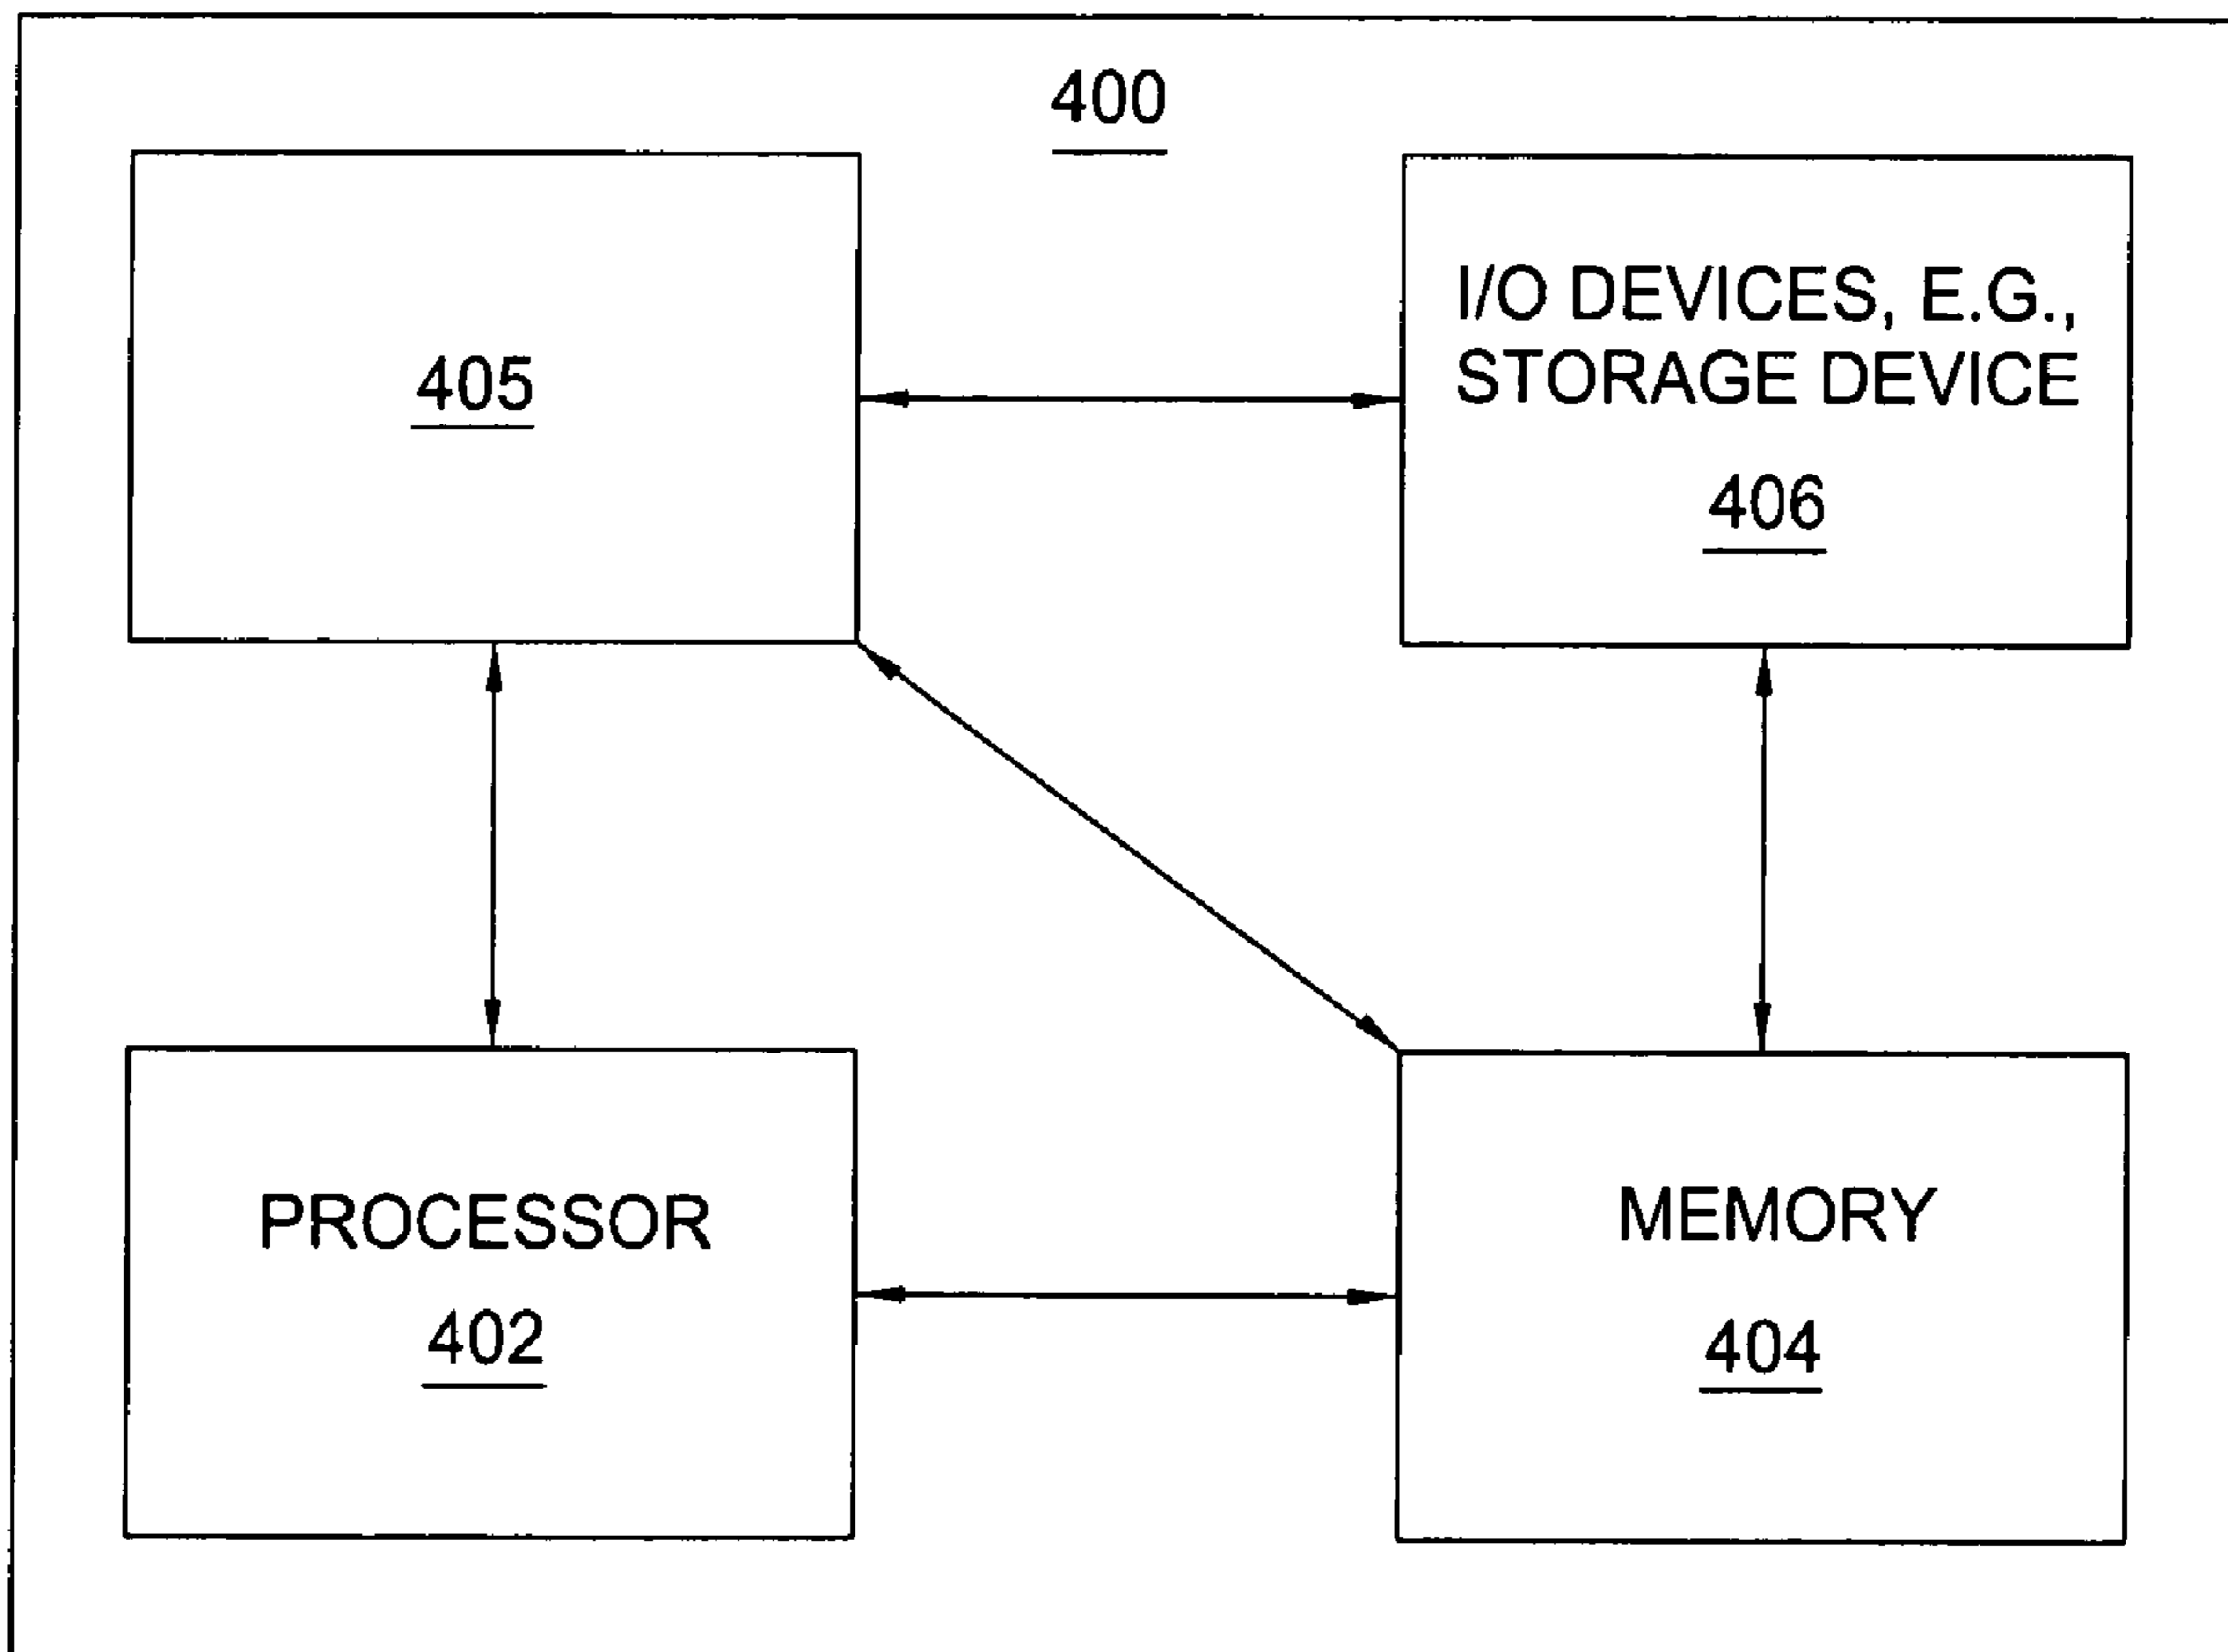 400
405
I/O DEVICES, E.G.,
STORAGE DEVICE
406
PROCESSOR
402
MEMORY
404